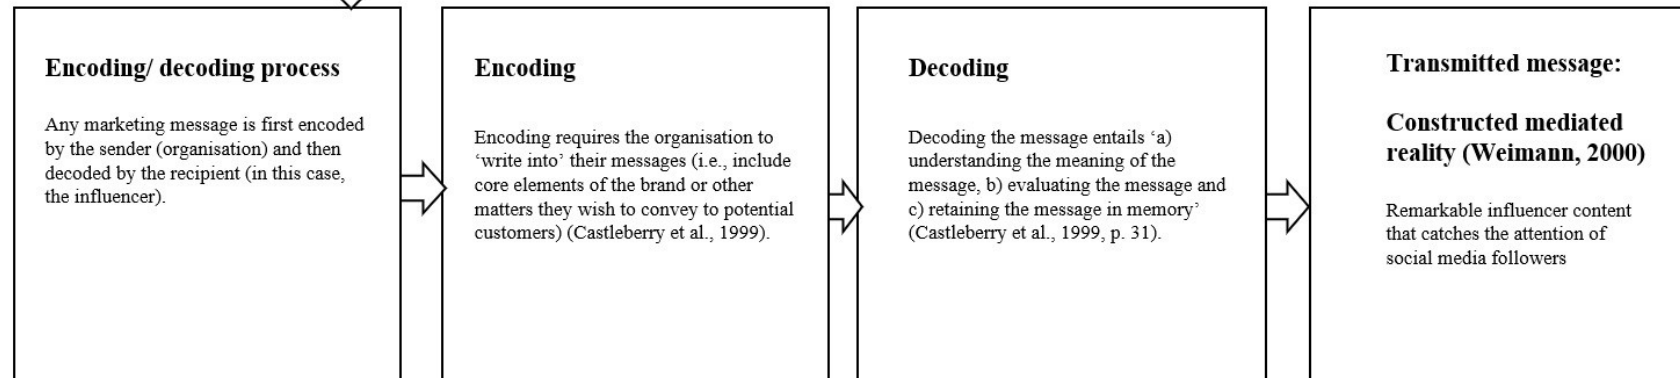 Encoding/ decoding process
Any marketing message is first encoded
by the sender (organisation) and then
decoded by the recipient (in this case,
the influencer).
Encoding
Encoding requires the organisation to
‘write into’ their messages (i.e., include
core elements of the brand or other
matters they wish to convey to potential
customers) (Castleberry et al., 1999).
Decoding
Decoding the message entails ‘a)
understanding the meaning of the
message, b) evaluating the message and
c) retaining the message in memory’
(Castleberry et al., 1999, p. 31).
Transmitted message:
Constructed mediated
reality (Weimann, 2000)
Remarkable influencer content
that catches the attention of
social media followers